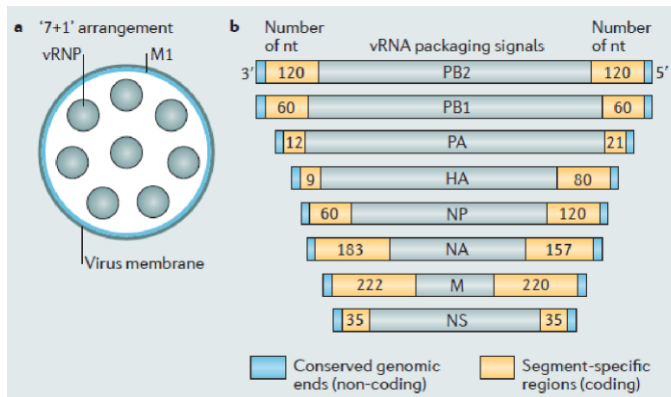 a '7+1' arrangement
vRNP
M1
Virus membrane
b Number of nt
vRNA packaging signals
Number of nt
3' 120 PB2 120 5'
60 PB1 60
12 PA 21
9 HA 80
60 NP 120
183 NA 157
222 M 220
35 NS 35
Conserved genomic
ends (non-coding)
Segment-specific
regions (coding)